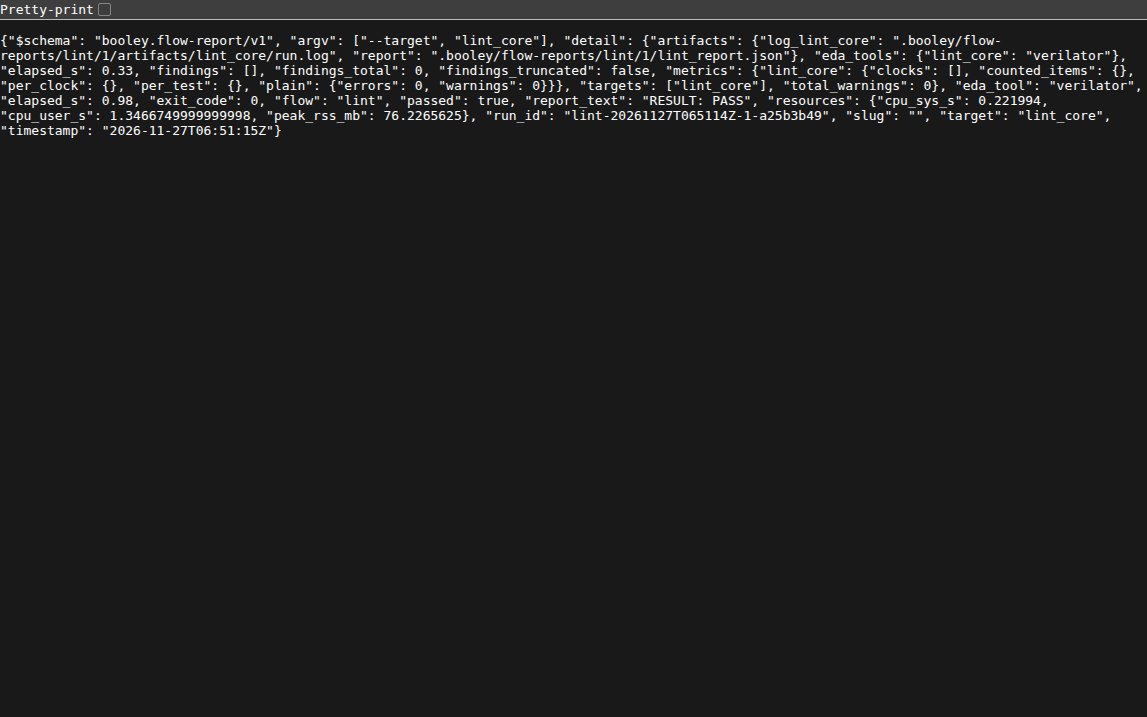 Pretty-print
{"$schema": "booley.flow-report/v1", "argv": ["--target", "lint_core"], "detail": {"artifacts": {"log_lint_core": ".booley/flow-
reports/lint/1/artifacts/lint_core/run.log", "report": ".booley/flow-reports/lint/1/lint_report.json"}, "eda_tools": {"lint_core": "verilator"},
"elapsed_s": 0.33, "findings": [], "findings_total": 0, "findings_truncated": false, "metrics": {"lint_core": {"clocks": [], "counted_items": {},
"per_clock": {}, "per_test": {}, "plain": {"errors": 0, "warnings": 0}}}, "targets": ["lint_core"], "total_warnings": 0}, "eda_tool": "verilator",
"elapsed_s": 0.98, "exit_code": 0, "flow": "lint", "passed": true, "report_text": "RESULT: PASS", "resources": {"cpu_sys_s": 0.221994,
"cpu_user_s": 1.3466749999999998, "peak_rss_mb": 76.2265625}, "run_id": "lint-20261127T065114Z-1-a25b3b49", "slug": "", "target": "lint_core",
"timestamp": "2026-11-27T06:51:15Z"}